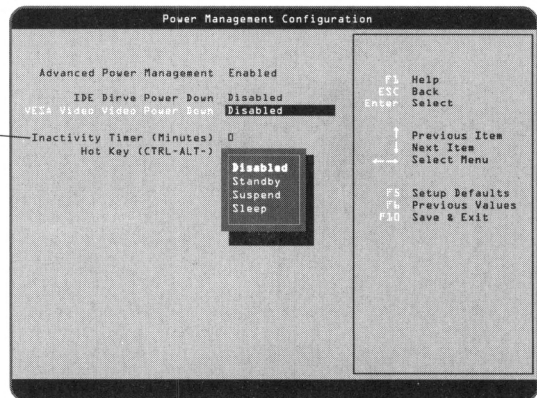 Power Management Configuration
Advanced Power Management Enabled
IDE Dirve Power Down Disabled
VESA Video Video Power Down Disabled
Inactivity Timer (Minutes) 0
Hot Key (CTRL-ALT-)
Disabled
Standby
Suspend
Sleep
F1 Help
ESC Back
Enter Select
↑ Previous Item
↓ Next Item
←→ Select Menu
F5 Setup Defaults
F6 Previous Values
F10 Save & Exit